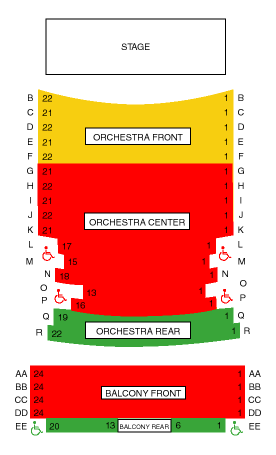 STAGE
B 22 1 B
C 21 1 C
D 22 1 D
ORCHESTRA FRONT
E 21 1 E
F 22 1 F
G 21 1 G
H 22 1 H
I 21 1 I
J 22 1 J
ORCHESTRA CENTER
K 21 1 K
L 17 1 L
M 15 1 M
N 19 1 N
O 13 1 O
P 16 1 P
Q 19 1 Q
R 22 1 R
ORCHESTRA REAR
AA 24 1 AA
BB 24 1 BB
BALCONY FRONT
CC 24 1 CC
DD 24 1 DD
EE 20 13 BALCONY REAR 6 1 EE